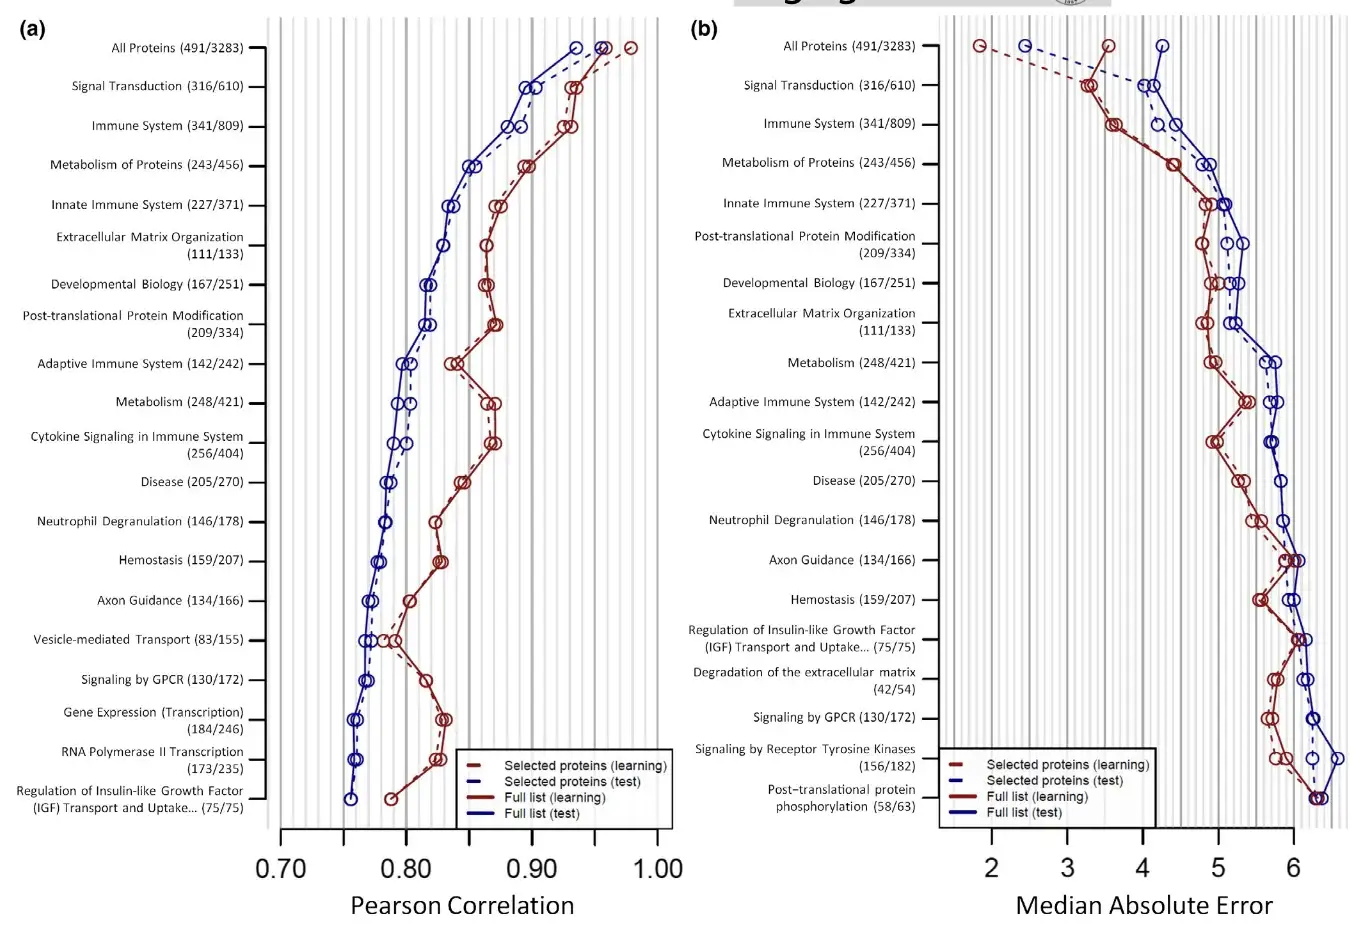 (a)
All Proteins (491/3283)
Signal Transduction (316/610)
Immune System (341/809)
Metabolism of Proteins (243/456)
Innate Immune System (227/371)
Extracellular Matrix Organization
(111/133)
Developmental Biology (167/251)
Post-translational Protein Modification
(209/334)
Adaptive Immune System (142/242)
Metabolism (248/421)
Cytokine Signaling in Immune System
(256/404)
Disease (205/270)
Neutrophil Degranulation (146/178)
Hemostasis (159/207)
Axon Guidance (134/166)
Vesicle-mediated Transport (83/155)
Signaling by GPCR (130/172)
Gene Expression (Transcription)
(184/246)
RNA Polymerase II Transcription
(173/235)
Regulation of Insulin-like Growth Factor
(IGF) Transport and Uptake... (75/75)
Selected proteins (learning)
Selected proteins (test)
Full list (learning)
Full list (test)
0.70 0.80 0.90 1.00
Pearson Correlation
(b)
All Proteins (491/3283)
Signal Transduction (316/610)
Immune System (341/809)
Metabolism of Proteins (243/456)
Innate Immune System (227/371)
Post-translational Protein Modification
(209/334)
Developmental Biology (167/251)
Extracellular Matrix Organization
(111/133)
Metabolism (248/421)
Adaptive Immune System (142/242)
Cytokine Signaling in Immune System
(256/404)
Disease (205/270)
Neutrophil Degranulation (146/178)
Axon Guidance (134/166)
Hemostasis (159/207)
Regulation of Insulin-like Growth Factor
(IGF) Transport and Uptake... (75/75)
Degradation of the extracellular matrix
(42/54)
Signaling by GPCR (130/172)
Signaling by Receptor Tyrosine Kinases
(156/182)
Post-translational protein
phosphorylation (58/63)
Selected proteins (learning)
Selected proteins (test)
Full list (learning)
Full list (test)
2 3 4 5 6
Median Absolute Error